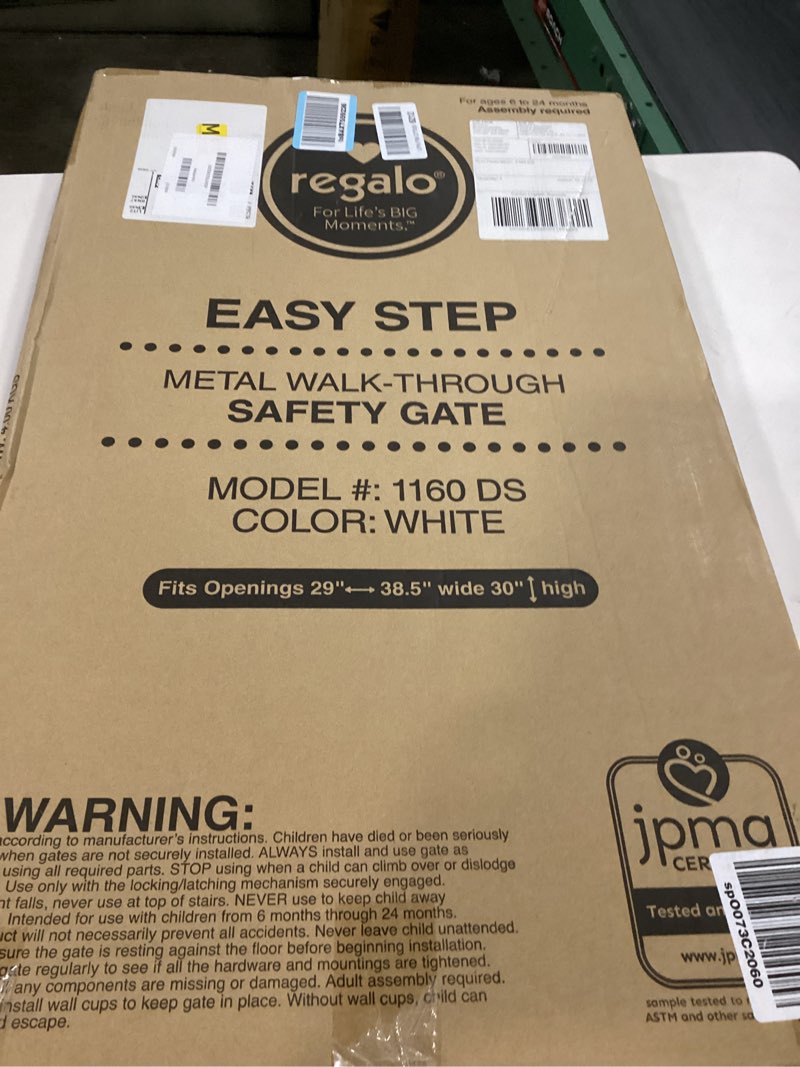 For ages 6 to 24 months
Assembly required
M
regalo®
For Life's BIG
Moments.™
EASY STEP
METAL WALK-THROUGH
SAFETY GATE
MODEL #: 1160 DS
COLOR: WHITE
Fits Openings 29"↔ 38.5" wide 30"↕ high
WARNING:
according to manufacturer's instructions. Children have died or been seriously
when gates are not securely installed. ALWAYS install and use gate as
using all required parts. STOP using when a child can climb over or dislodge
Use only with the locking/latching mechanism securely engaged.
nt falls, never use at top of stairs. NEVER use to keep child away
Intended for use with children from 6 months through 24 months.
uct will not necessarily prevent all accidents. Never leave child unattended.
sure the gate is resting against the floor before beginning installation.
gate regularly to see if all the hardware and mountings are tightened.
any components are missing or damaged. Adult assembly required.
install wall cups to keep gate in place. Without wall cups, child can
d escape.
jpma
CER
Tested an
www.jp
sample tested to
ASTM and other sa
spO0073C2060